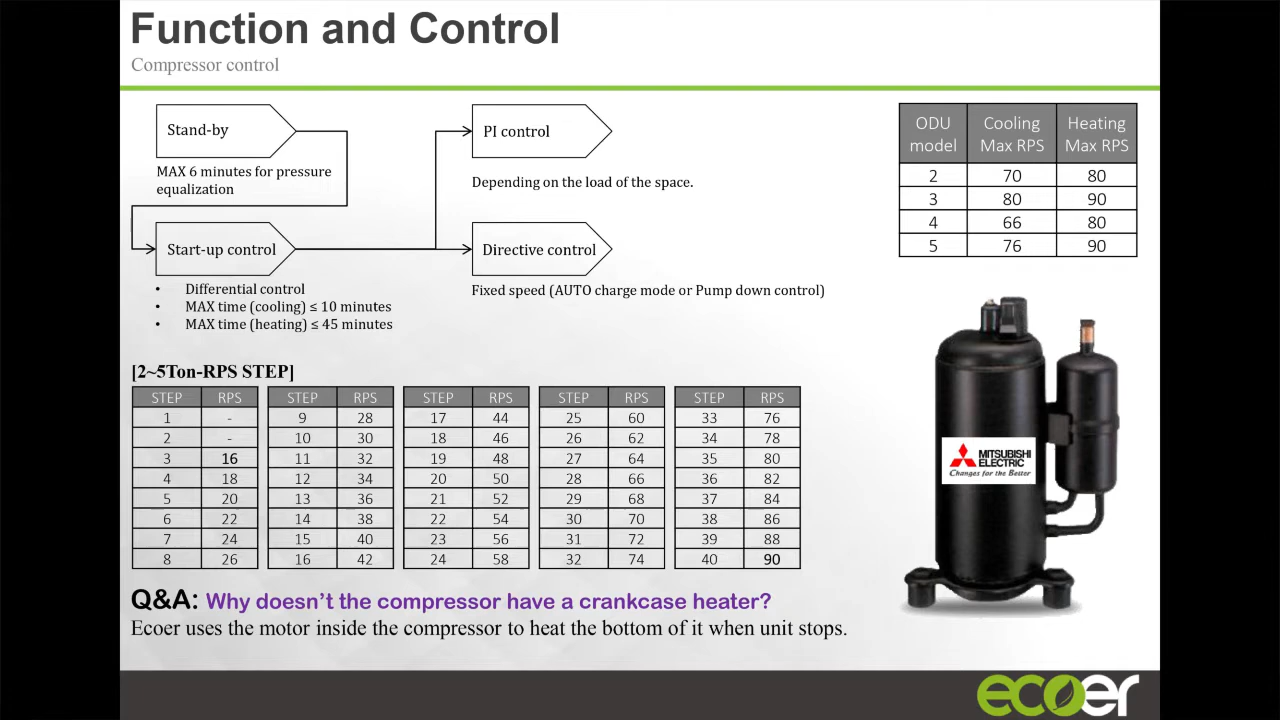 Function and Control
Compressor control
Stand-by
MAX 6 minutes for pressure
equalization
Start-up control
• Differential control
• MAX time (cooling) ≤ 10 minutes
• MAX time (heating) ≤ 45 minutes
PI control
Depending on the load of the space.
Directive control
Fixed speed (AUTO charge mode or Pump down control)
ODU model Cooling Max RPS Heating Max RPS
2 70 80
3 80 90
4 66 80
5 76 90
MITSUBISHI
ELECTRIC
Changes for the Better
[2~5Ton-RPS STEP]
STEP RPS STEP RPS STEP RPS STEP RPS STEP RPS
1 - 9 28 17 44 25 60 33 76
2 - 10 30 18 46 26 62 34 78
3 16 11 32 19 48 27 64 35 80
4 18 12 34 20 50 28 66 36 82
5 20 13 36 21 52 29 68 37 84
6 22 14 38 22 54 30 70 38 86
7 24 15 40 23 56 31 72 39 88
8 26 16 42 24 58 32 74 40 90
Q&A: Why doesn't the compressor have a crankcase heater?
Ecoer uses the motor inside the compressor to heat the bottom of it when unit stops.
ecoer